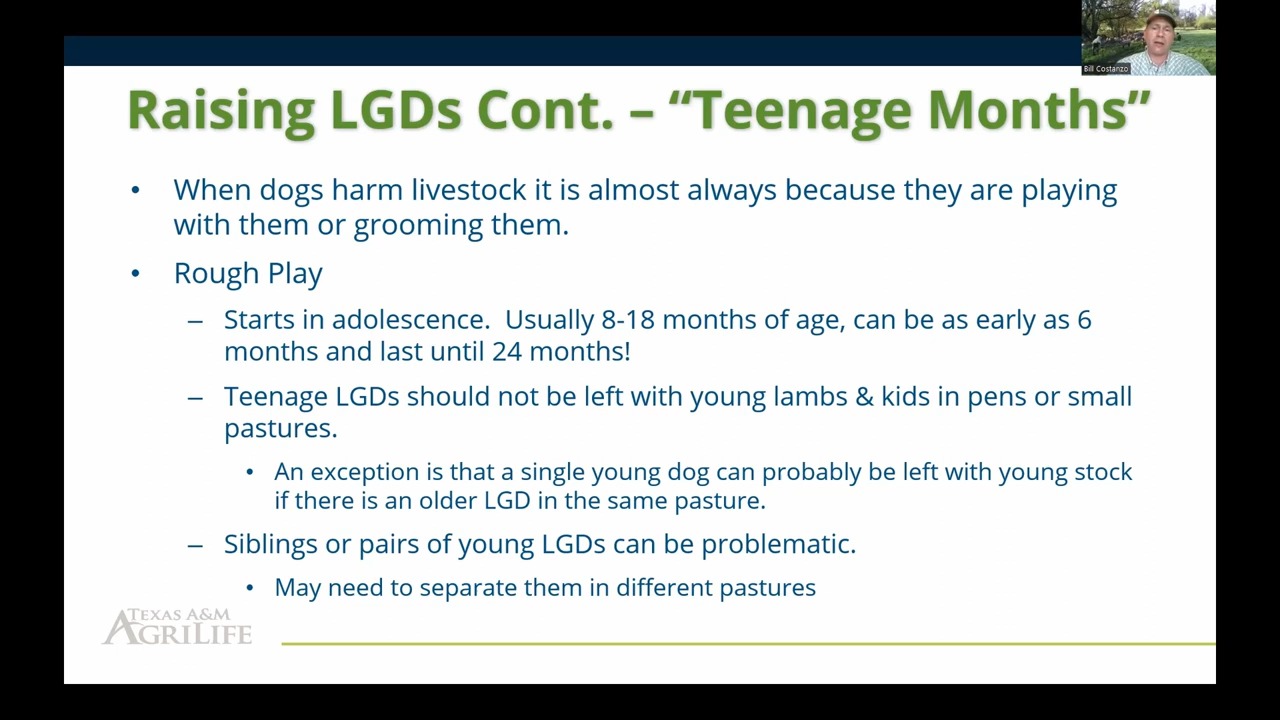 Bill Costanzo
Raising LGDs Cont. – “Teenage Months”
• When dogs harm livestock it is almost always because they are playing
with them or grooming them.
• Rough Play
– Starts in adolescence.  Usually 8-18 months of age, can be as early as 6
months and last until 24 months!
– Teenage LGDs should not be left with young lambs & kids in pens or small
pastures.
• An exception is that a single young dog can probably be left with young stock
if there is an older LGD in the same pasture.
– Siblings or pairs of young LGDs can be problematic.
• May need to separate them in different pastures
TEXAS A&M
AGRILIFE